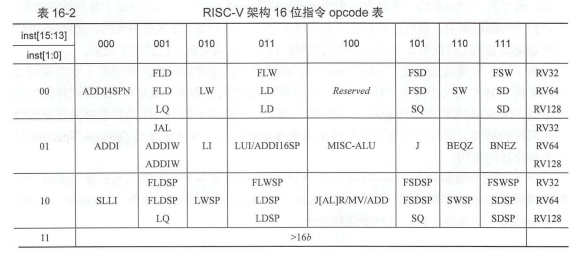 表 16-2 RISC-V 架构 16 位指令 opcode 表
inst[15:13] 000 001 010 011 100 101 110 111
inst[1:0]
FLD FLW FSD FSW RV32
00 ADDI4SPN FLD LW LD Reserved FSD SW SD RV64
LQ LD SQ SD RV128
JAL RV32
01 ADDI ADDIW LI LUI/ADDI16SP MISC-ALU J BEQZ BNEZ RV64
ADDIW RV128
FLDSP FLWSP FSDSP FSWSP RV32
10 SLLI FLDSP LWSP LDSP J[AL]R/MV/ADD FSDSP SWSP SDSP RV64
LQ LDSP SQ SDSP RV128
11 >16b